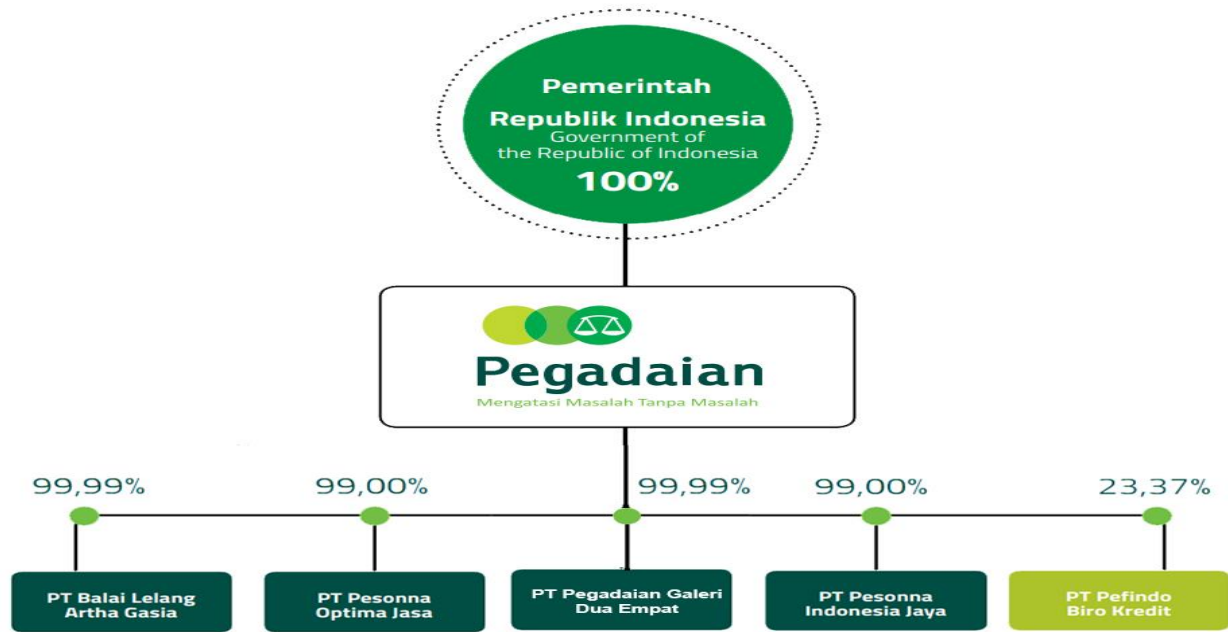 Pemerintah
Republik Indonesia
Government of
the Republic of Indonesia
100%
Pegadaian
Mengatasi Masalah Tanpa Masalah
99,99%
99,00%
99,99%
99,00%
23,37%
PT Balai Lelang
Artha Gasia
PT Pesonna
Optima Jasa
PT Pegadaian Galeri
Dua Empat
PT Pesonna
Indonesia Jaya
PT Pefindo
Biro Kredit